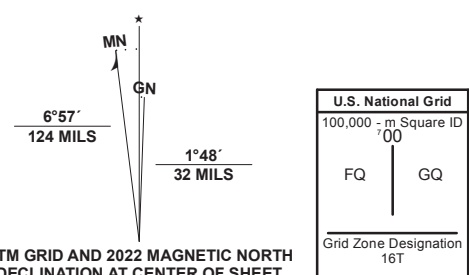 MN
GN
6°57´
124 MILS
1°48´
32 MILS
TM GRID AND 2022 MAGNETIC NORTH
DECLINATION AT CENTER OF SHEET
U.S. National Grid
100,000 - m Square ID
⁷00
FQ GQ
Grid Zone Designation
16T